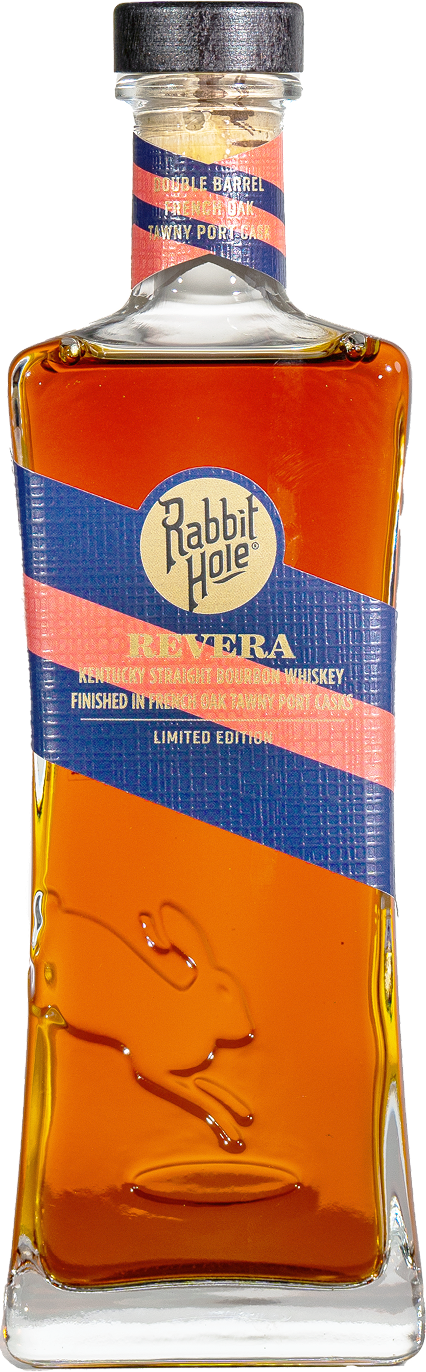 DOUBLE BARREL
FRENCH OAK
TAWNY PORT CASK
Rabbit
Hole®
REVERA
KENTUCKY STRAIGHT BOURBON WHISKEY
FINISHED IN FRENCH OAK TAWNY PORT CASKS
LIMITED EDITION